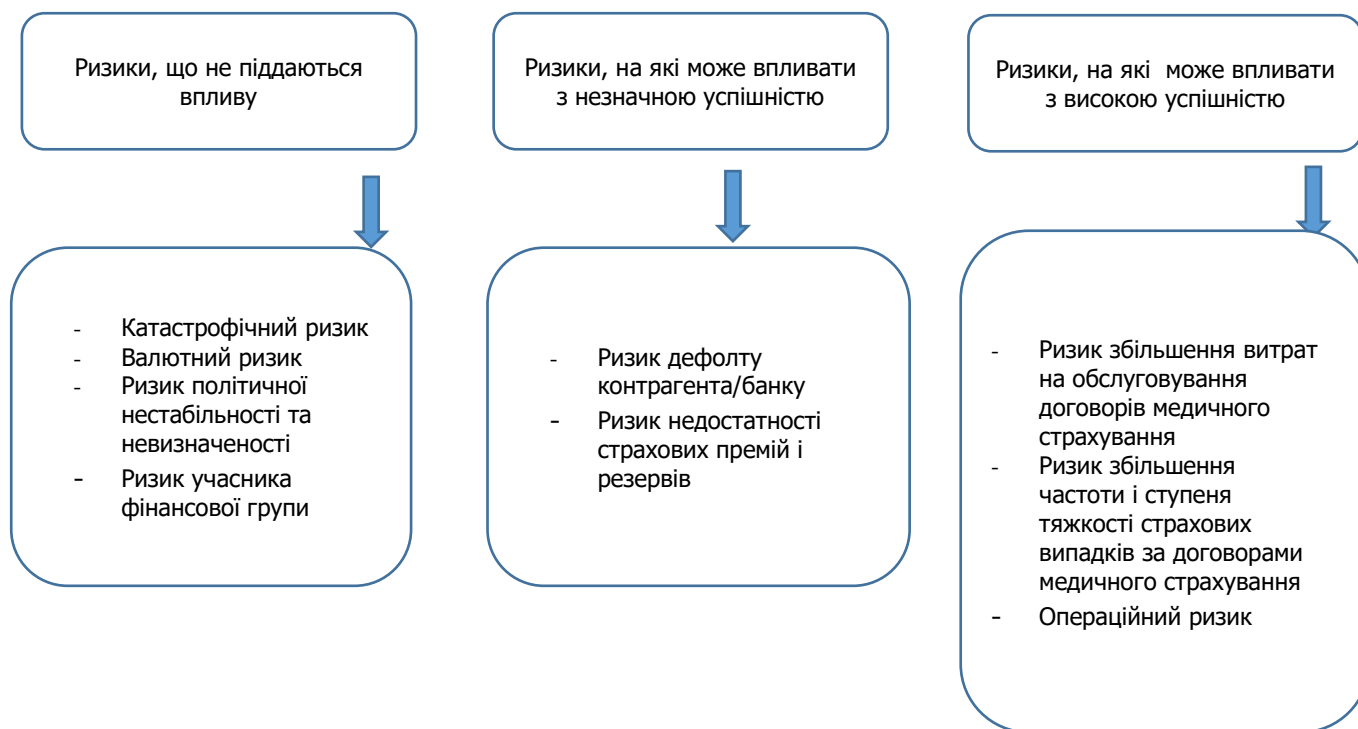 Ризики, що не піддаються
впливу
Ризики, на які може впливати
з незначною успішністю
Ризики, на які може впливати
з високою успішністю
- Катастрофічний ризик
- Валютний ризик
- Ризик політичної
нестабільності та
невизначеності
- Ризик учасника
фінансової групи
- Ризик дефолту
контрагента/банку
- Ризик недостатності
страхових премій і
резервів
- Ризик збільшення витрат
на обслуговування
договорів медичного
страхування
- Ризик збільшення
частоти і ступеня
тяжкості страхових
випадків за договорами
медичного страхування
- Операційний ризик